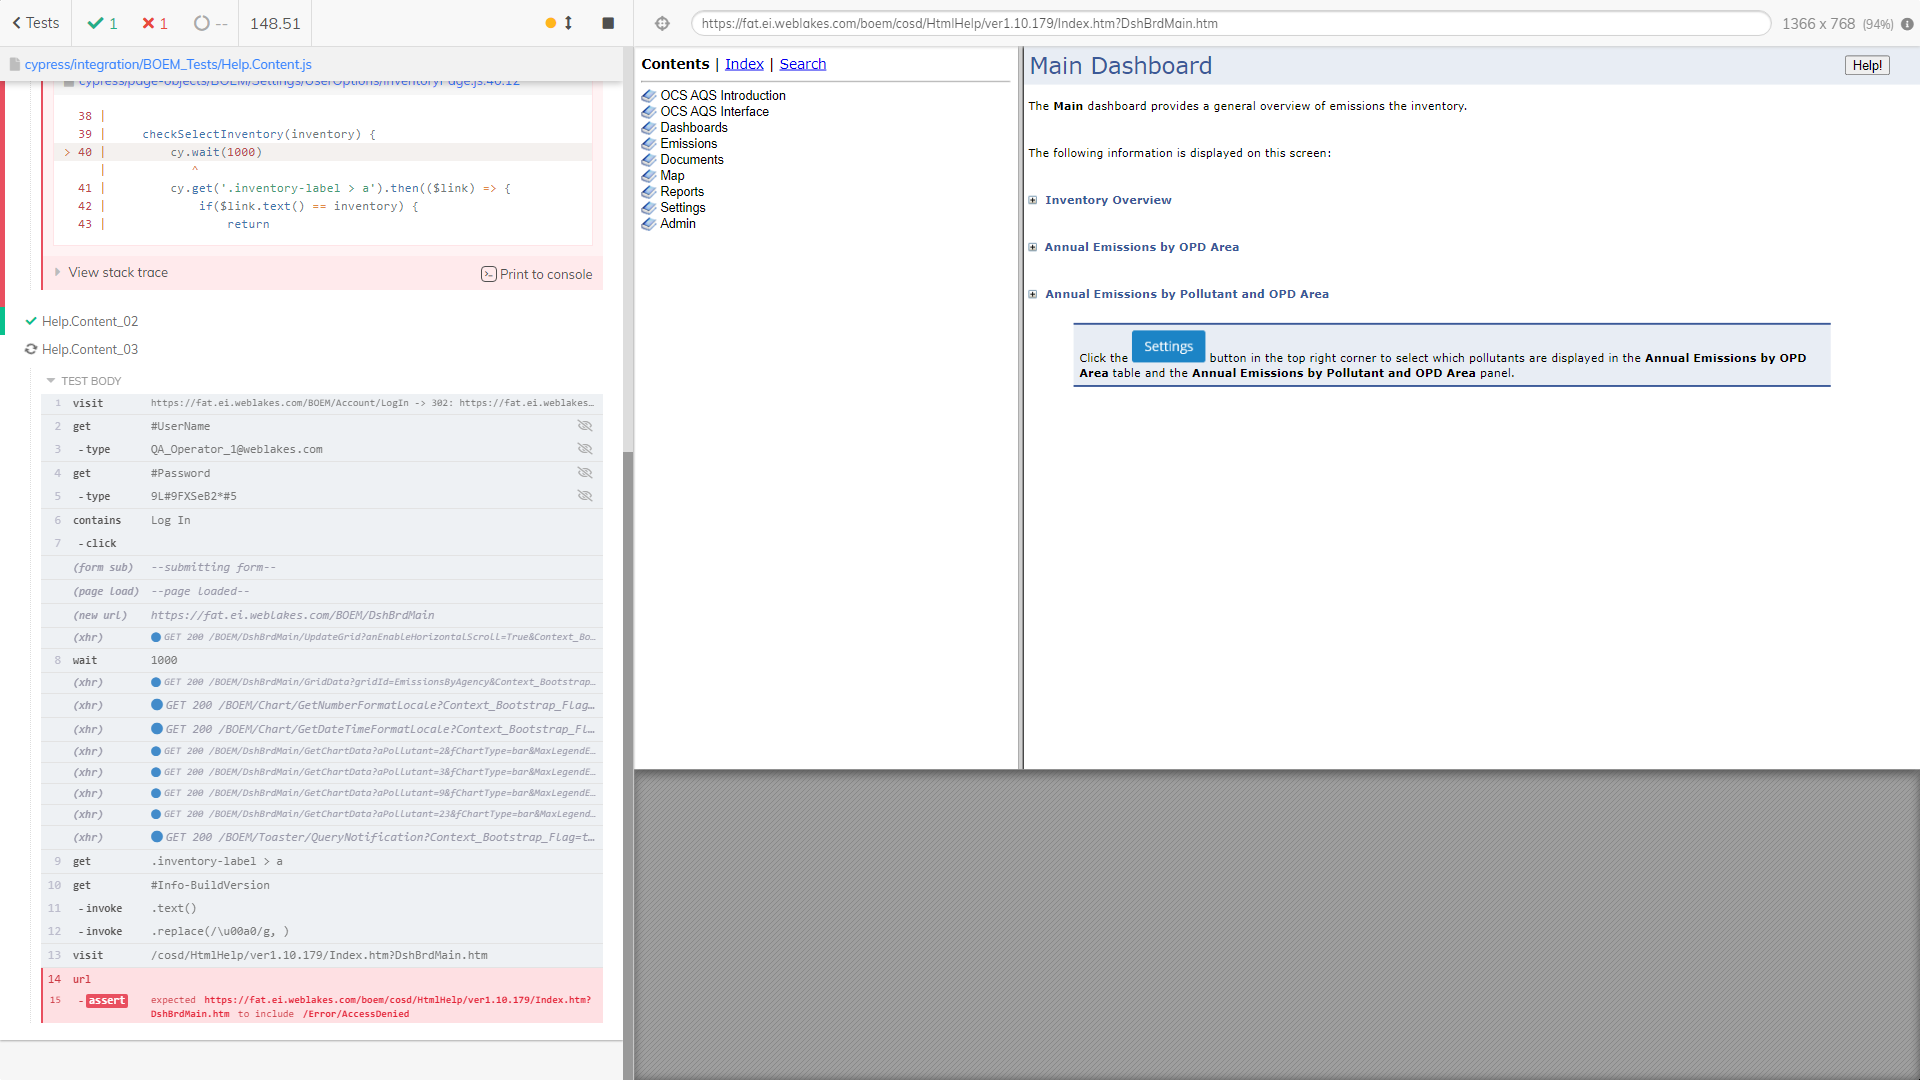 Tests
1
1
--
148.51
https://fat.ei.weblakes.com/boem/cosd/HtmlHelp/ver1.10.179/Index.htm?DshBrdMain.htm
1366 x 768 (94%)
cypress/integration/BOEM_Tests/Help.Content.js
cypress/page-objects/BOEM/Settings/UserOptions/InventoryPage.js:40:12
38 |
39 | checkSelectInventory(inventory) {
> 40 | cy.wait(1000)
| ^
41 | cy.get('.inventory-label > a').then(($link) => {
42 | if($link.text() == inventory) {
43 | return
View stack trace
Print to console
Help.Content_02
Help.Content_03
TEST BODY
1 visit https://fat.ei.weblakes.com/BOEM/Account/LogIn -> 302: https://fat.ei.weblakes…
2 get #UserName
3 -type QA_Operator_1@weblakes.com
4 get #Password
5 -type 9L#9FXSeB2*#5
6 contains Log In
7 -click
(form sub) --submitting form--
(page load) --page loaded--
(new url) https://fat.ei.weblakes.com/BOEM/DshBrdMain
(xhr) GET 200 /BOEM/DshBrdMain/UpdateGrid?anEnableHorizontalScroll=True&Context_Bo…
8 wait 1000
(xhr) GET 200 /BOEM/DshBrdMain/GridData?gridId=EmissionsByAgency&Context_Bootstrap…
(xhr) GET 200 /BOEM/Chart/GetNumberFormatLocale?Context_Bootstrap_Flag…
(xhr) GET 200 /BOEM/Chart/GetDateTimeFormatLocale?Context_Bootstrap_Fl…
(xhr) GET 200 /BOEM/DshBrdMain/GetChartData?aPollutant=2&fChartType=bar&MaxLegendE…
(xhr) GET 200 /BOEM/DshBrdMain/GetChartData?aPollutant=3&fChartType=bar&MaxLegendE…
(xhr) GET 200 /BOEM/DshBrdMain/GetChartData?aPollutant=9&fChartType=bar&MaxLegendE…
(xhr) GET 200 /BOEM/DshBrdMain/GetChartData?aPollutant=23&fChartType=bar&MaxLegend…
(xhr) GET 200 /BOEM/Toaster/QueryNotification?Context_Bootstrap_Flag=t…
9 get .inventory-label > a
10 get #Info-BuildVersion
11 -invoke .text()
12 -invoke .replace(/\u00a0/g, )
13 visit /cosd/HtmlHelp/ver1.10.179/Index.htm?DshBrdMain.htm
14 url
15 -assert expected https://fat.ei.weblakes.com/boem/cosd/HtmlHelp/ver1.10.179/Index.htm?
DshBrdMain.htm to include /Error/AccessDenied
Contents | Index | Search
OCS AQS Introduction
OCS AQS Interface
Dashboards
Emissions
Documents
Map
Reports
Settings
Admin
Main Dashboard
Help!
The Main dashboard provides a general overview of emissions the inventory.
The following information is displayed on this screen:
Inventory Overview
Annual Emissions by OPD Area
Annual Emissions by Pollutant and OPD Area
Click the Settings button in the top right corner to select which pollutants are displayed in the Annual Emissions by OPD
Area table and the Annual Emissions by Pollutant and OPD Area panel.